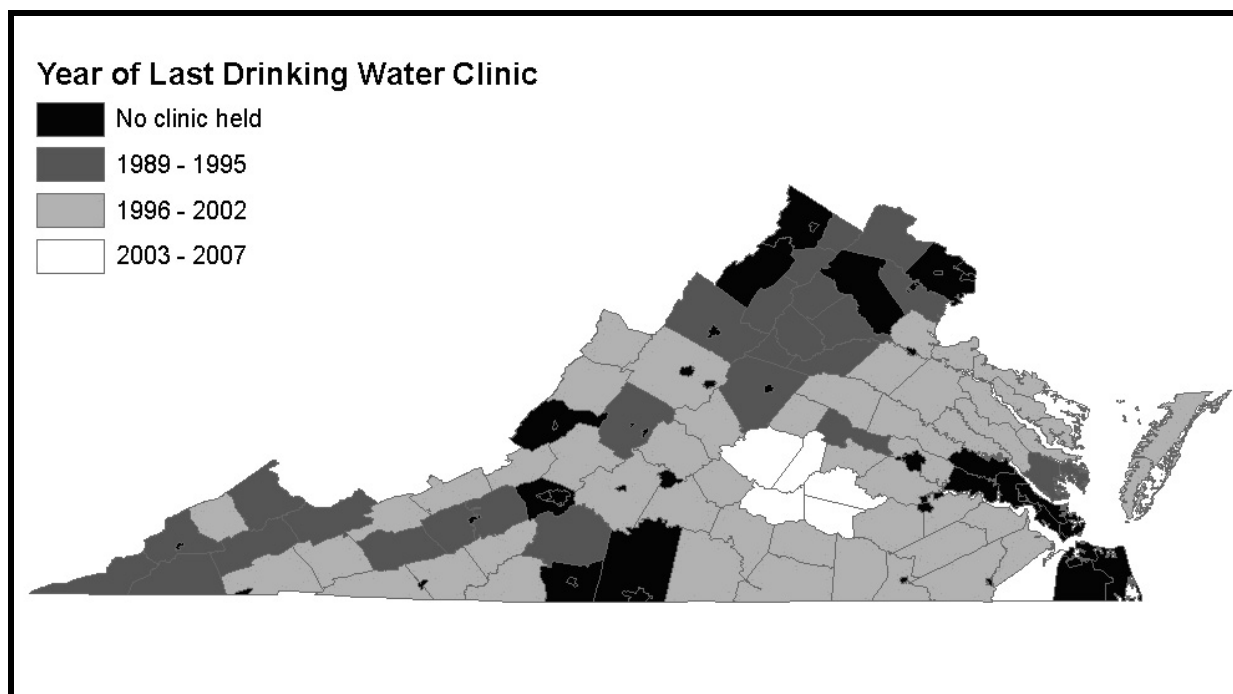 Year of Last Drinking Water Clinic
No clinic held
1989 - 1995
1996 - 2002
2003 - 2007